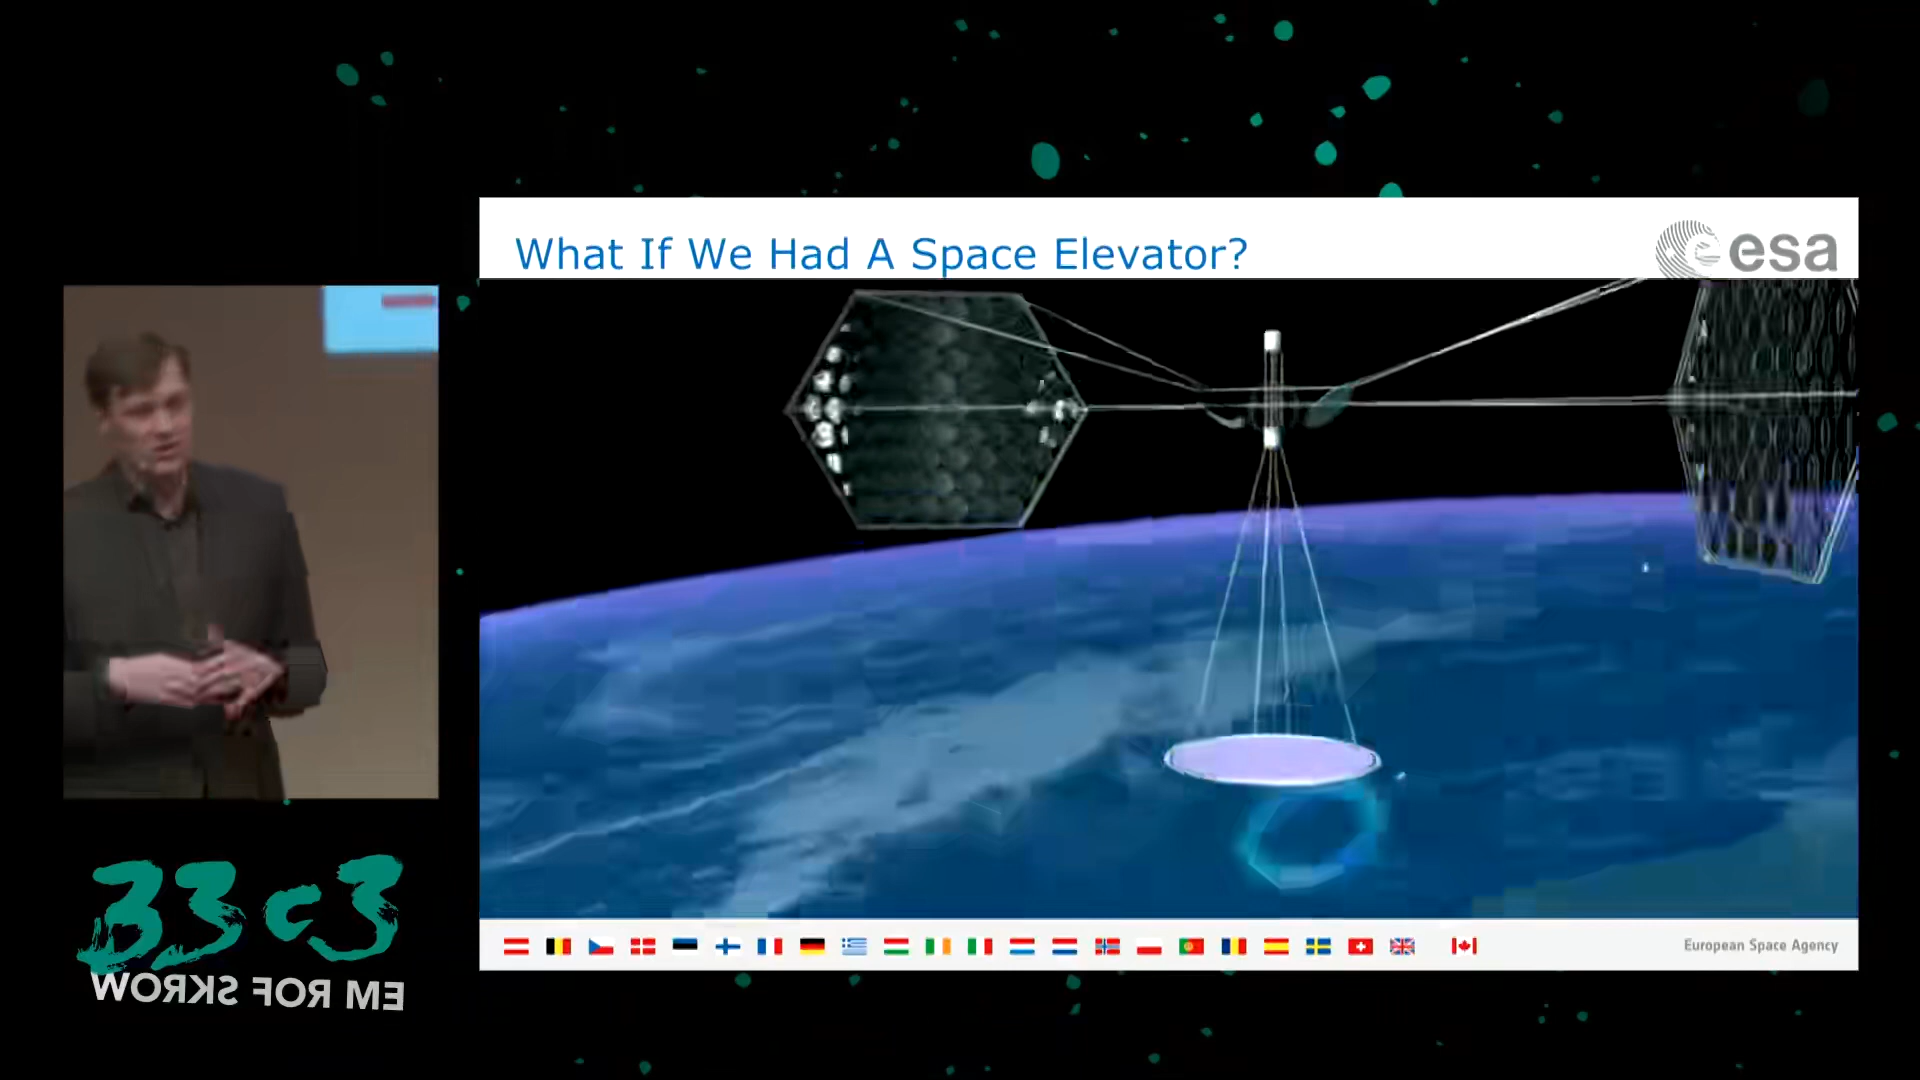 What If We Had A Space Elevator?
esa
33c3
WORKS FOR ME
European Space Agency